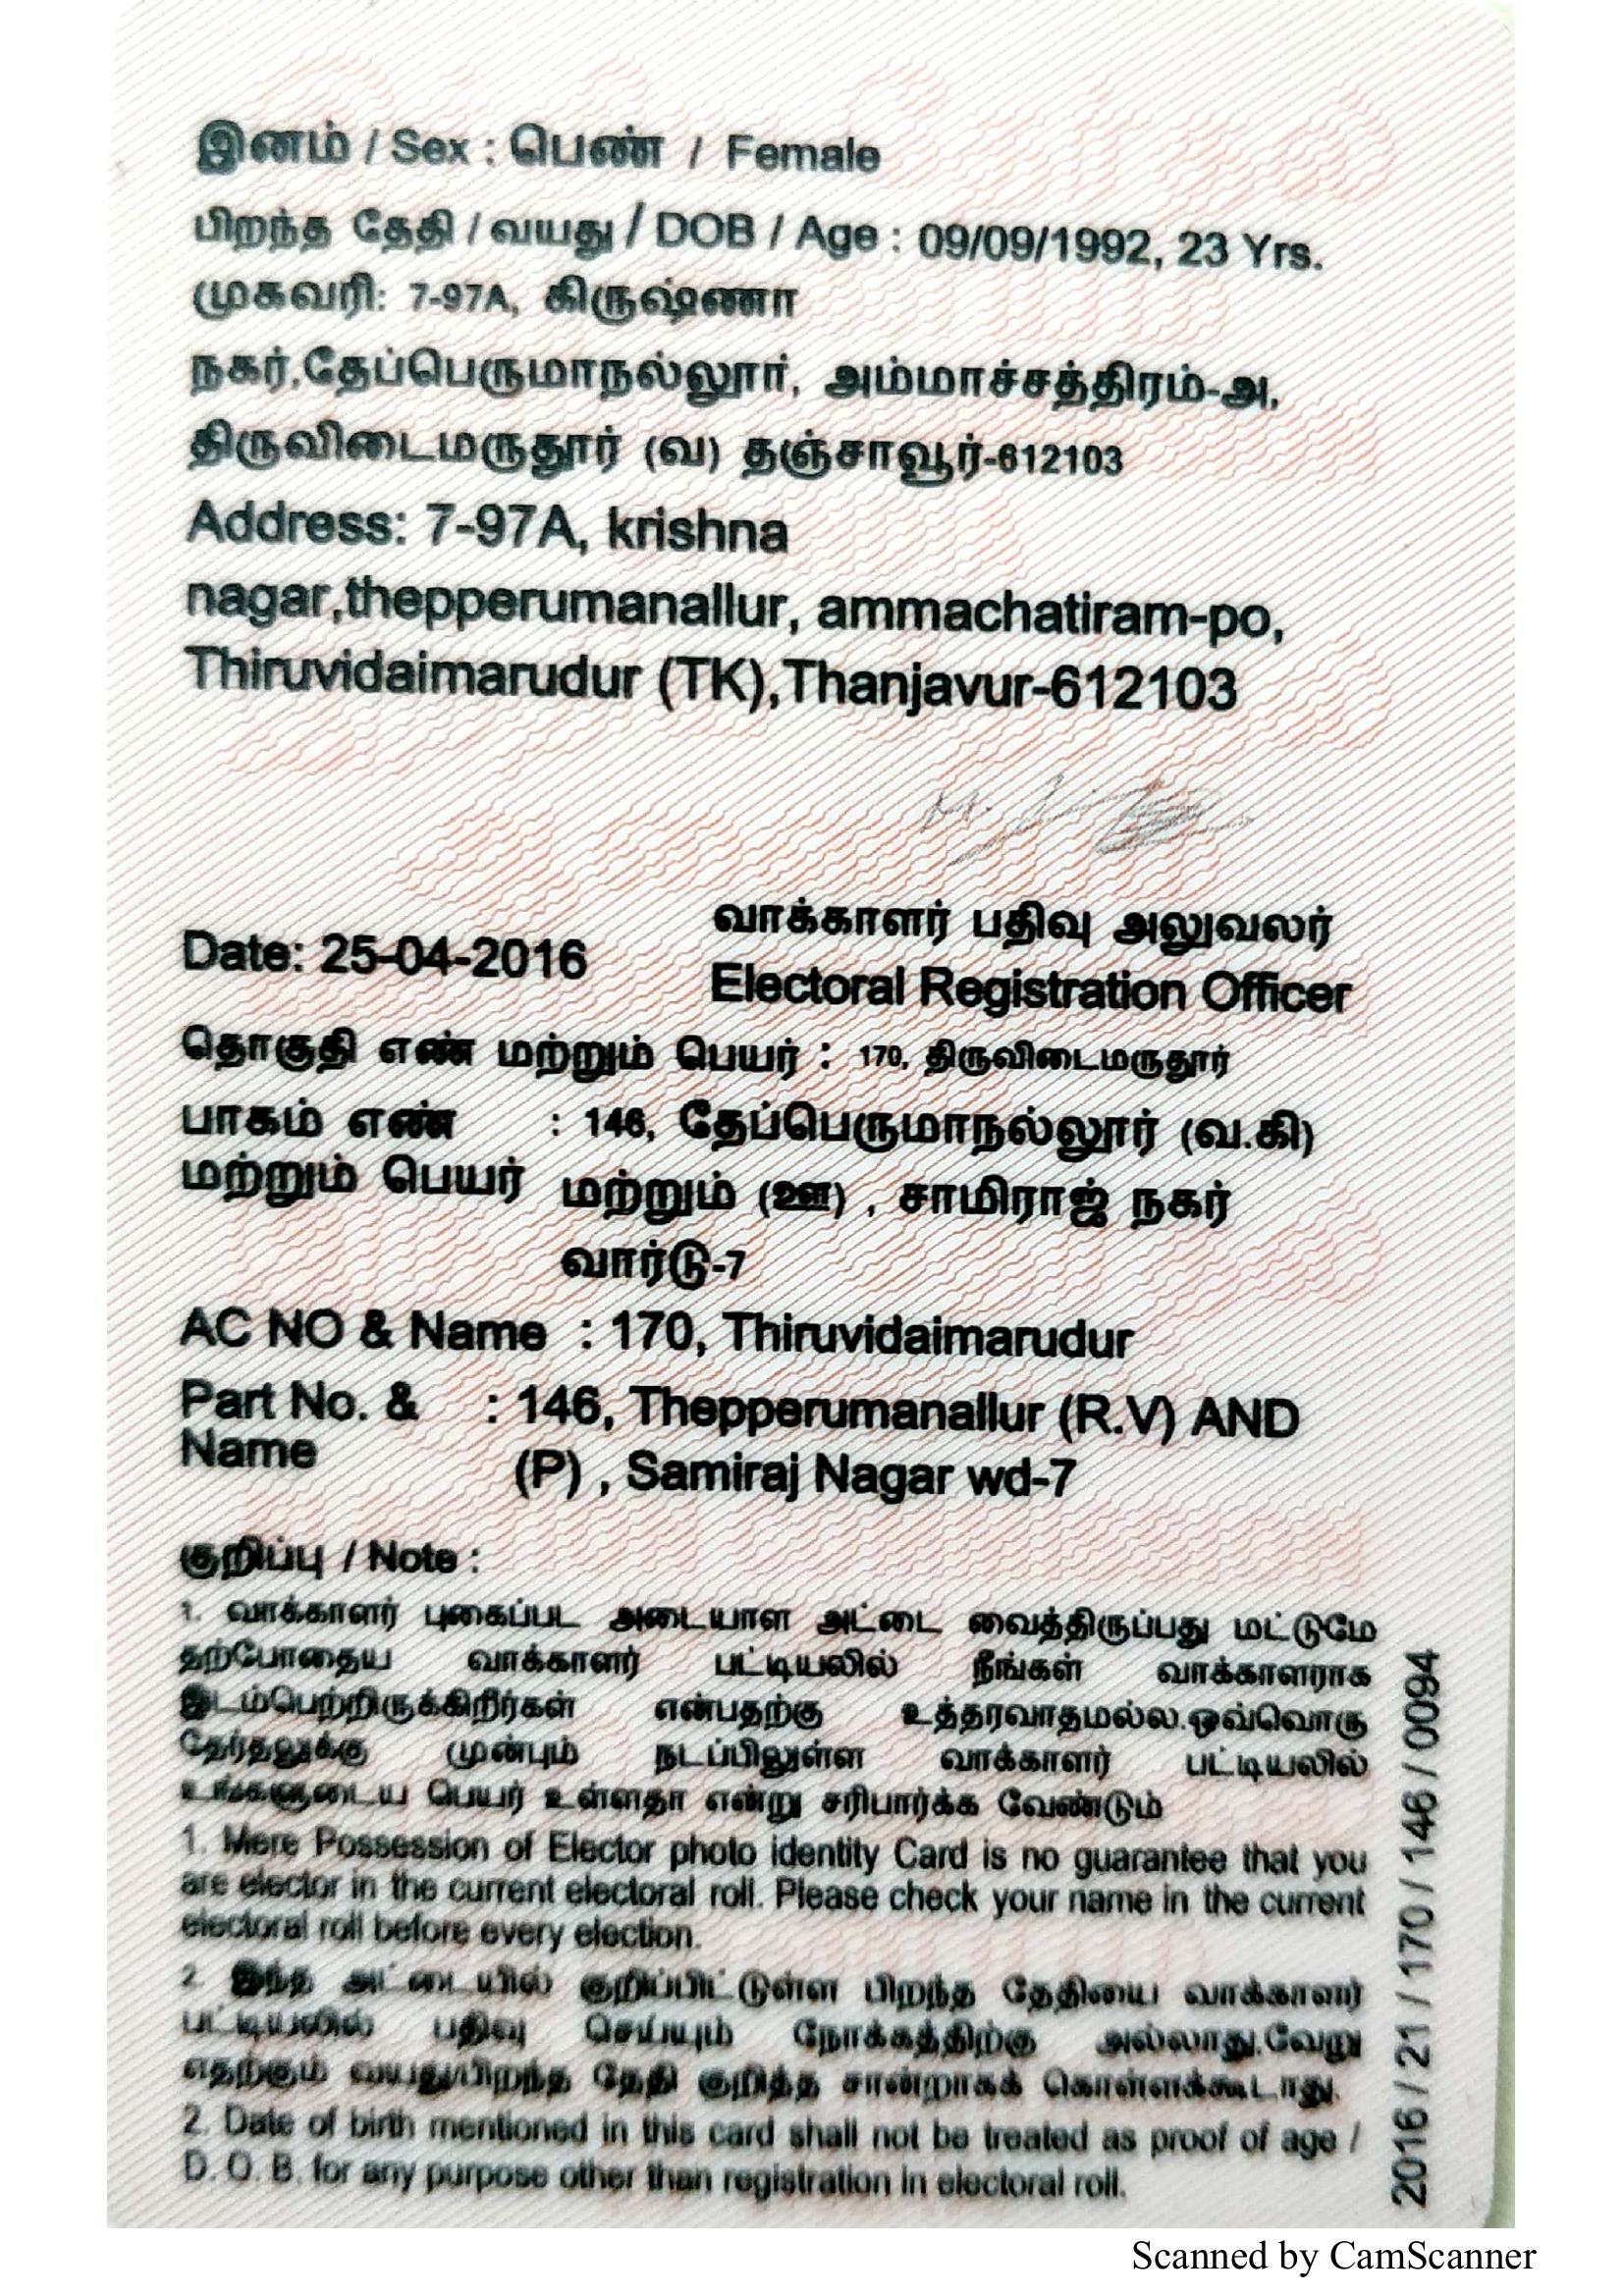 இனம் / Sex : பெண் / Female
பிறந்த தேதி / வயது / DOB / Age : 09/09/1992, 23 Yrs.
முகவரி: 7-97A, கிருஷ்ணா
நகர்,தேப்பெருமாநல்லூர், அம்மாச்சத்திரம்-அ,
திருவிடைமருதூர் (வ) தஞ்சாவூர்-612103
Address: 7-97A, krishna
nagar,thepperumanallur, ammachatiram-po,
Thiruvidaimarudur (TK),Thanjavur-612103
வாக்காளர் பதிவு அலுவலர்
Date: 25-04-2016
Electoral Registration Officer
தொகுதி எண் மற்றும் பெயர் : 170, திருவிடைமருதூர்
பாகம் எண் : 146, தேப்பெருமாநல்லூர் (வ.கி)
மற்றும் பெயர் மற்றும் (ஊ) , சாமிராஜ் நகர்
வார்டு-7
AC NO & Name : 170, Thiruvidaimarudur
Part No. & : 146, Thepperumanallur (R.V) AND
Name (P) , Samiraj Nagar wd-7
குறிப்பு / Note :
1. வாக்காளர் புகைப்பட அடையாள அட்டை வைத்திருப்பது மட்டுமே
தற்போதைய வாக்காளர் பட்டியலில் நீங்கள் வாக்காளராக
இடம்பெற்றிருக்கிறீர்கள் என்பதற்கு உத்தரவாதமல்ல.ஒவ்வொரு
தேர்தலுக்கு முன்பும் நடப்பிலுள்ள வாக்காளர் பட்டியலில்
உங்களுடைய பெயர் உள்ளதா என்று சரிபார்க்க வேண்டும்
1. Mere Possession of Elector photo identity Card is no guarantee that you
are elector in the current electoral roll. Please check your name in the current
electoral roll before every election.
2. இந்த அட்டையில் குறிப்பிட்டுள்ள பிறந்த தேதியை வாக்காளர்
பட்டியலில் பதிவு செய்யும் நோக்கத்திற்கு அல்லாது,வேறு
எதற்கும் வயது/பிறந்த தேதி குறித்த சான்றாகக் கொள்ளக்கூடாது.
2. Date of birth mentioned in this card shall not be treated as proof of age /
D. O. B. for any purpose other than registration in electoral roll.
2016 / 21 / 170 / 146 / 0094
Scanned by CamScanner